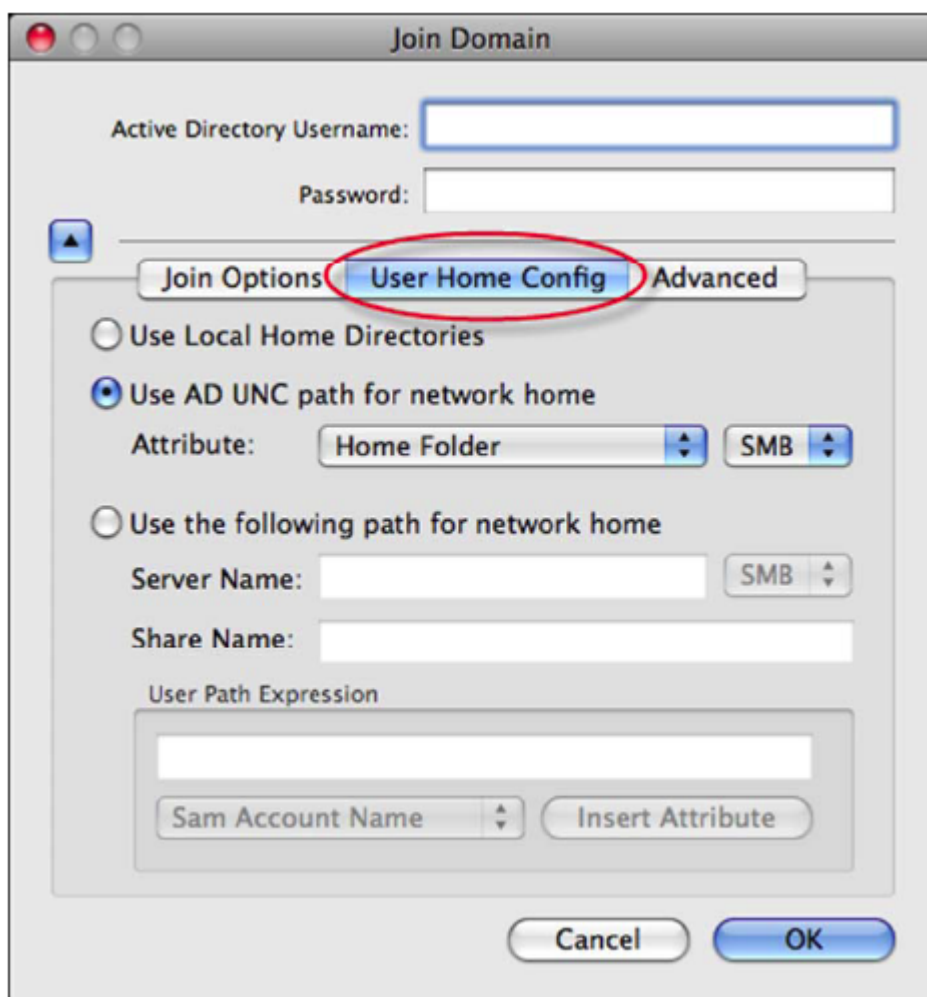 Join Domain
Active Directory Username:
Password:
Join Options User Home Config Advanced
Use Local Home Directories
Use AD UNC path for network home
Attribute: Home Folder SMB
Use the following path for network home
Server Name: SMB
Share Name:
User Path Expression
Sam Account Name Insert Attribute
Cancel OK